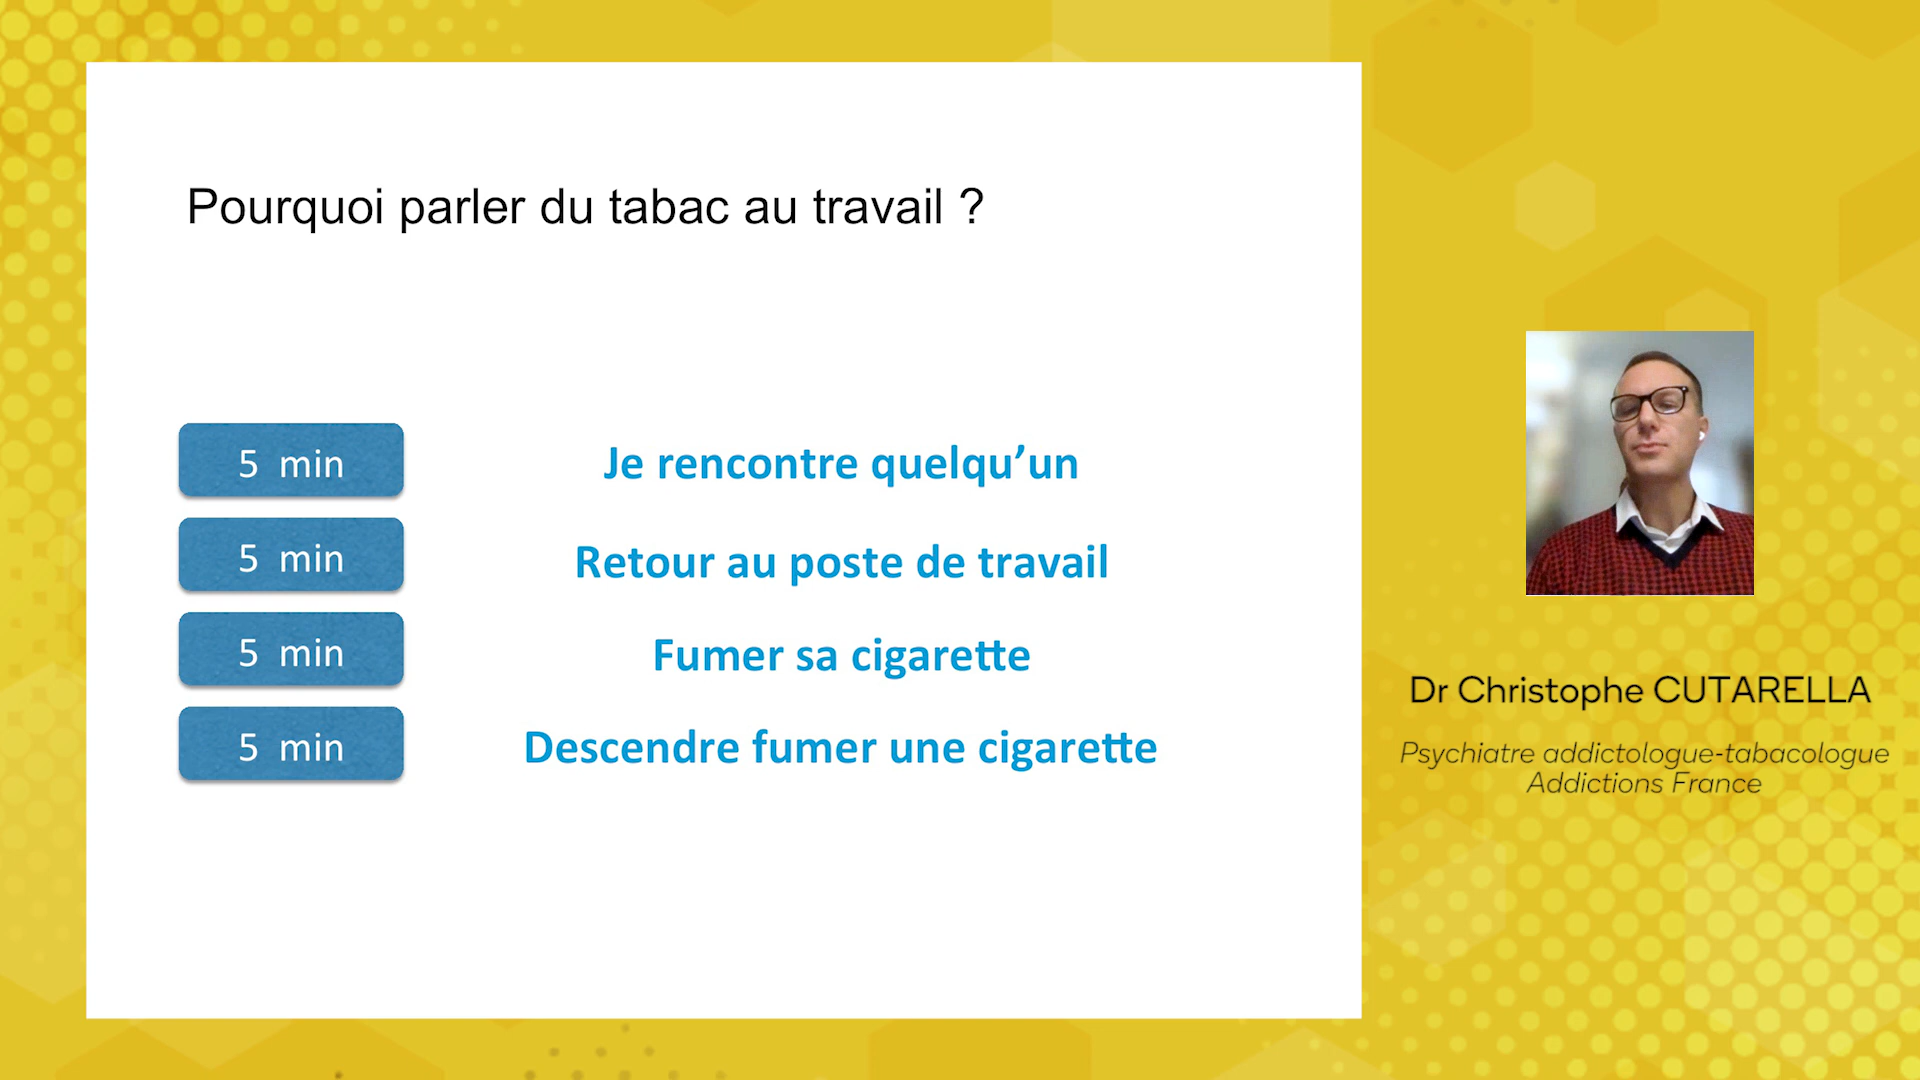 Pourquoi parler du tabac au travail ?
5 min
Je rencontre quelqu’un
5 min
Retour au poste de travail
5 min
Fumer sa cigarette
5 min
Descendre fumer une cigarette
Dr Christophe CUTARELLA
Psychiatre addictologue-tabacologue
Addictions France